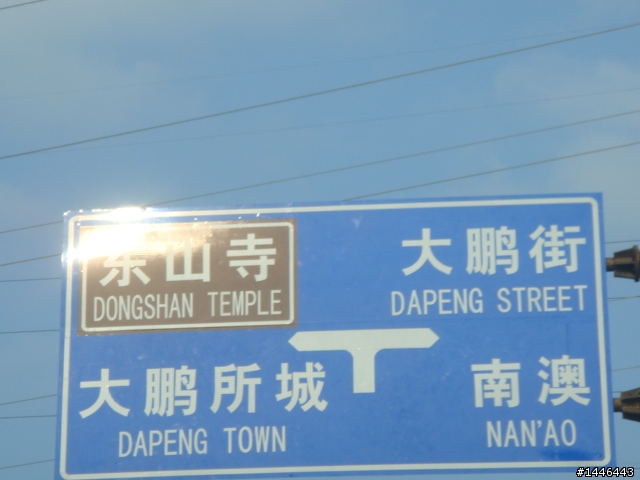 东山寺
DONGSHAN TEMPLE
大鹏街
DAPENG STREET
大鹏所城
DAPENG TOWN
南澳
NAN'AO
#1446443